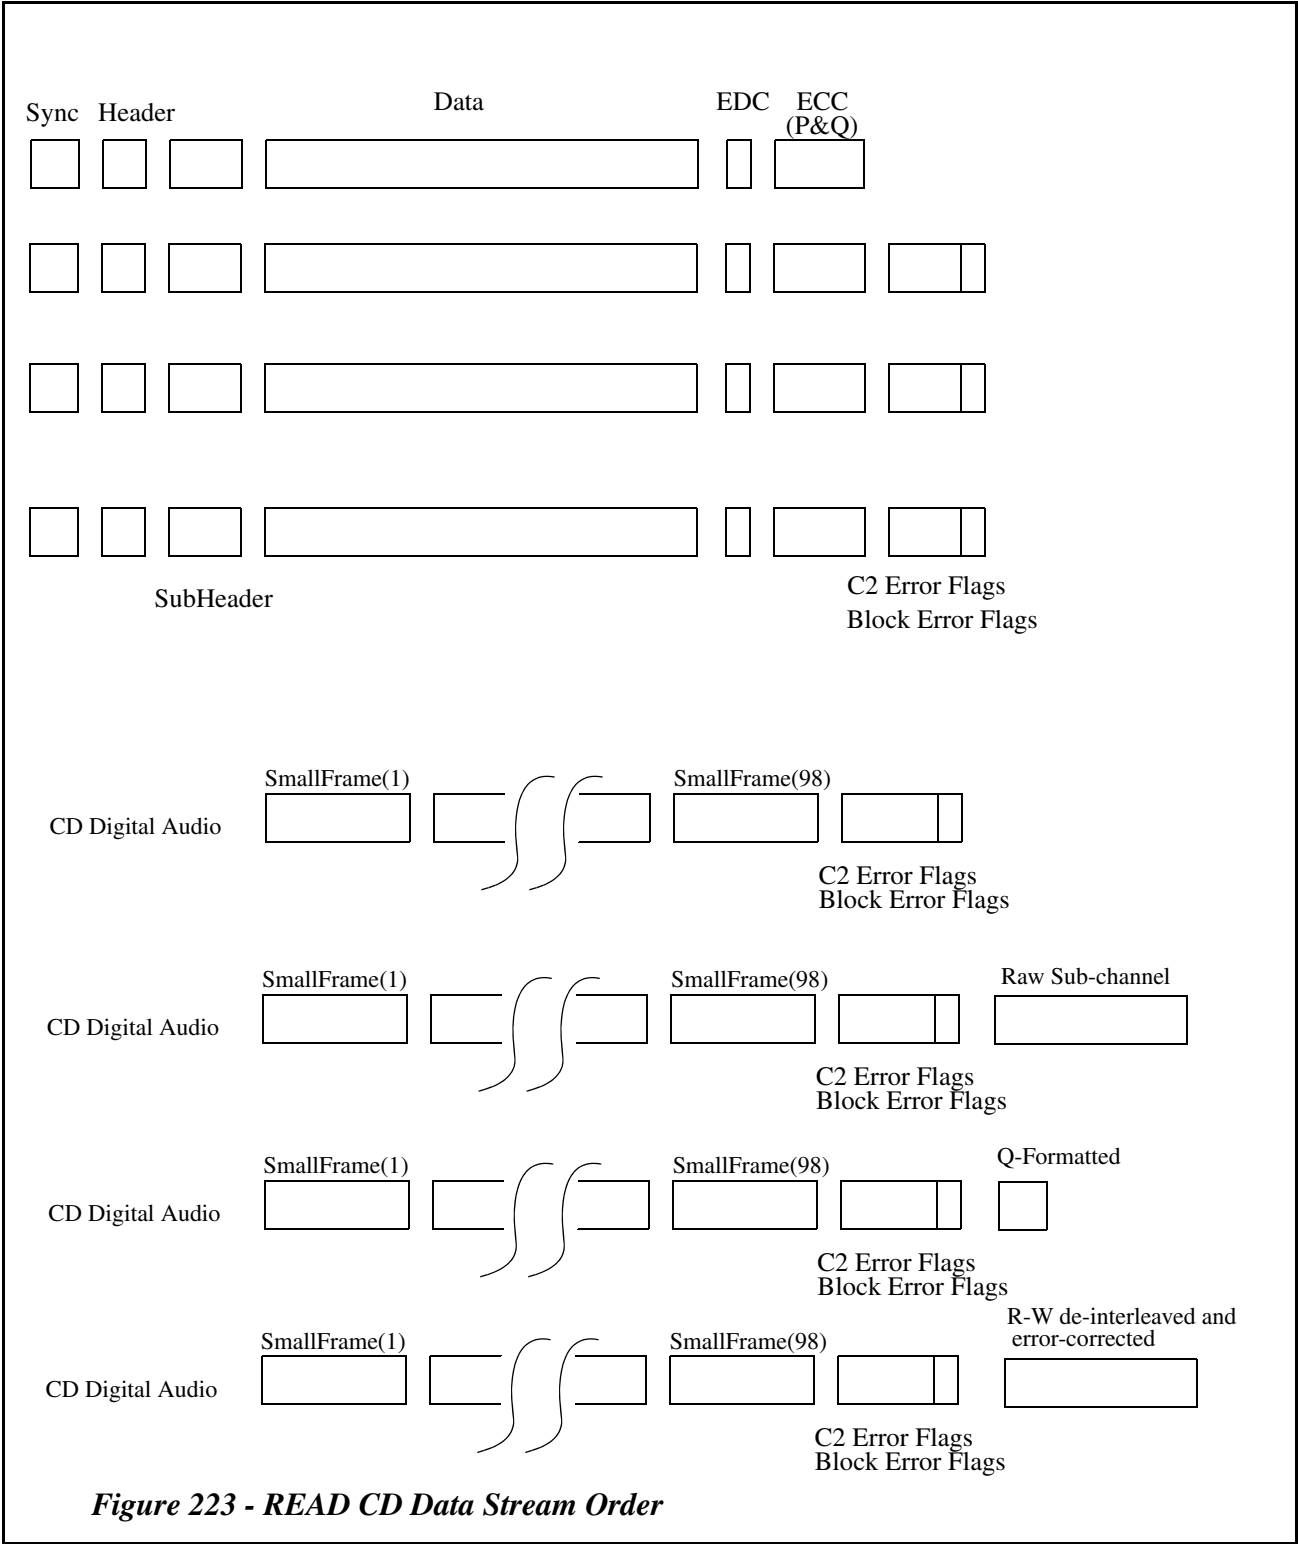 Sync Header Data EDC ECC
(P&Q)
SubHeader
C2 Error Flags
Block Error Flags
SmallFrame(1) SmallFrame(98)
CD Digital Audio
C2 Error Flags
Block Error Flags
SmallFrame(1) SmallFrame(98) Raw Sub-channel
CD Digital Audio
C2 Error Flags
Block Error Flags
SmallFrame(1) SmallFrame(98) Q-Formatted
CD Digital Audio
C2 Error Flags
Block Error Flags
R-W de-interleaved and
error-corrected
SmallFrame(1) SmallFrame(98)
CD Digital Audio
C2 Error Flags
Block Error Flags
Figure 223 - READ CD Data Stream Order